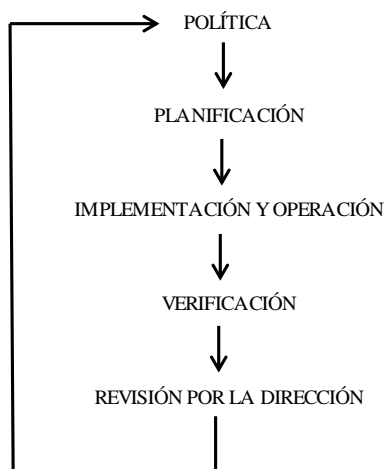 POLÍTICA
PLANIFICACIÓN
IMPLEMENTACIÓN Y OPERACIÓN
VERIFICACIÓN
REVISIÓN POR LA DIRECCIÓN